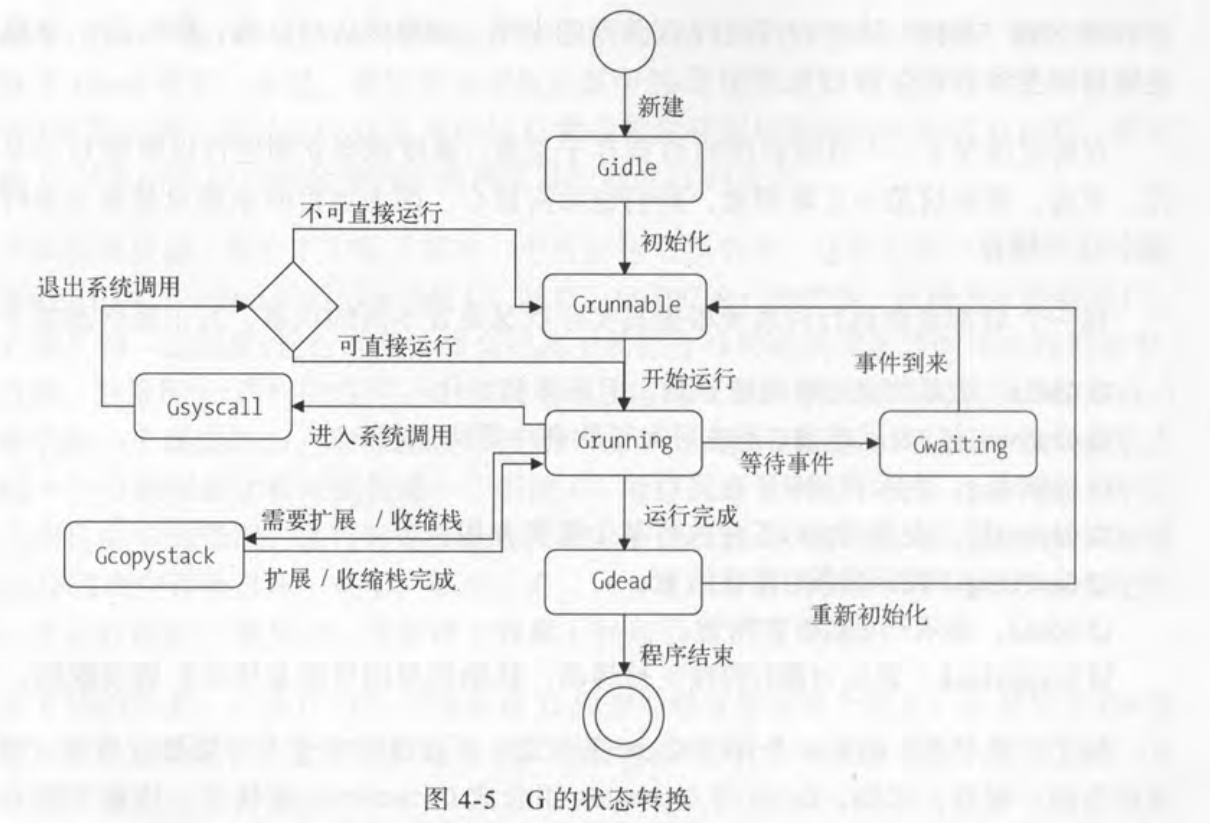 新建
Gidle
不可直接运行
初始化
退出系统调用
Grunnable
可直接运行
事件到来
开始运行
Gsyscall
进入系统调用
Grunning
等待事件
Gwaiting
需要扩展 / 收缩栈
运行完成
Gcopystack
扩展 / 收缩栈完成
Gdead
重新初始化
程序结束
图 4-5 G的状态转换